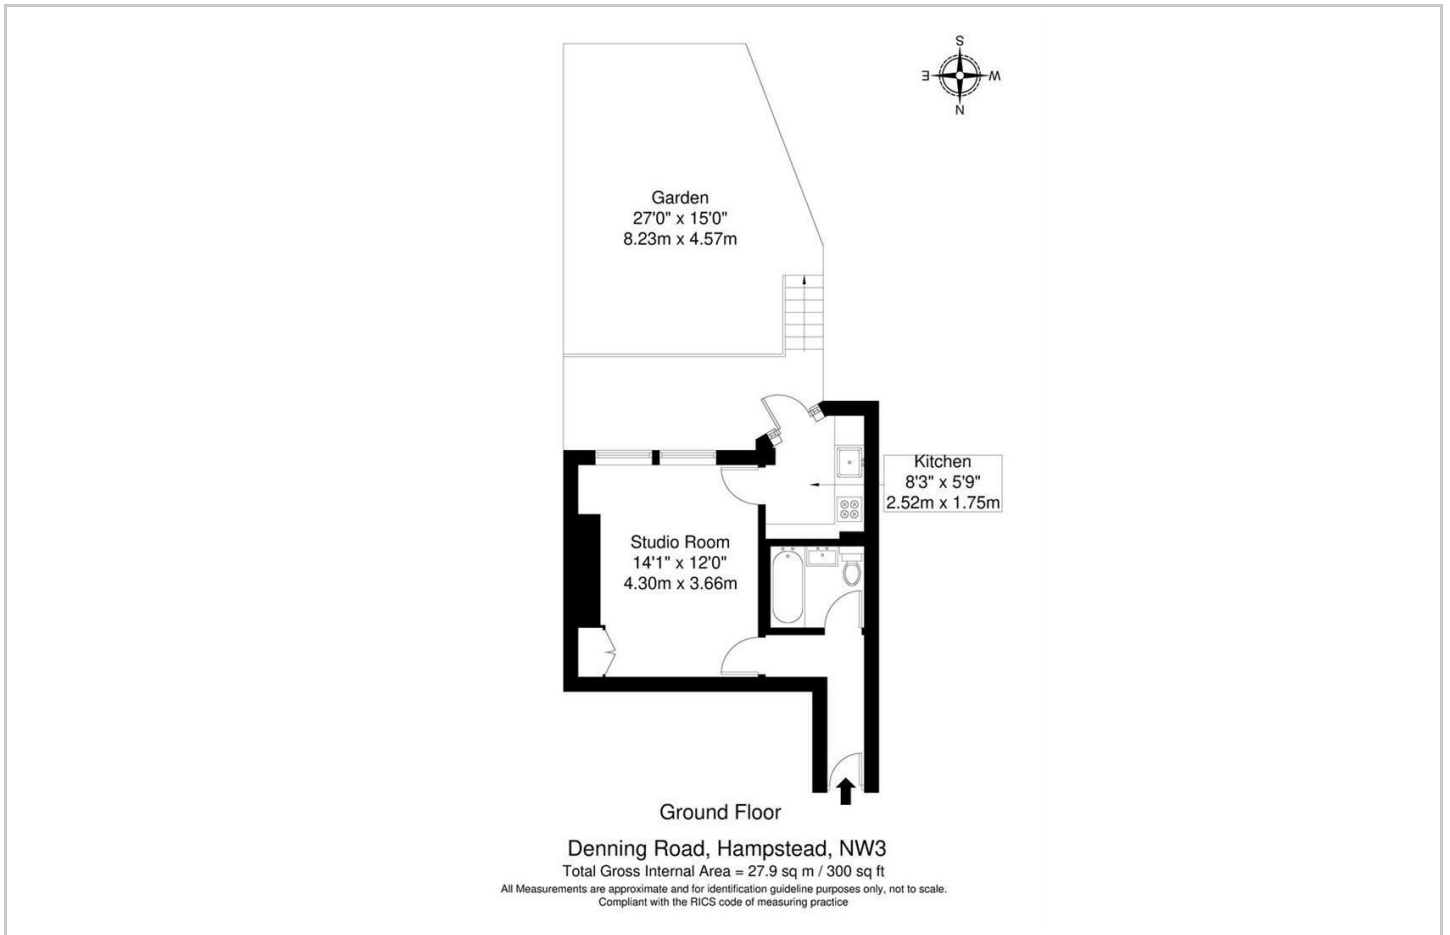 S
E
W
N
Garden
27'0" x 15'0"
8.23m x 4.57m
Kitchen
8'3" x 5'9"
2.52m x 1.75m
Studio Room
14'1" x 12'0"
4.30m x 3.66m
Ground Floor
Denning Road, Hampstead, NW3
Total Gross Internal Area = 27.9 sq m / 300 sq ft
All Measurements are approximate and for identification guideline purposes only, not to scale.
Compliant with the RICS code of measuring practice